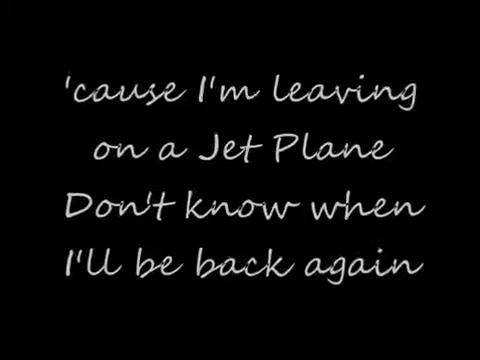 'cause I'm leaving
on a Jet Plane
Don't know when
I'll be back again